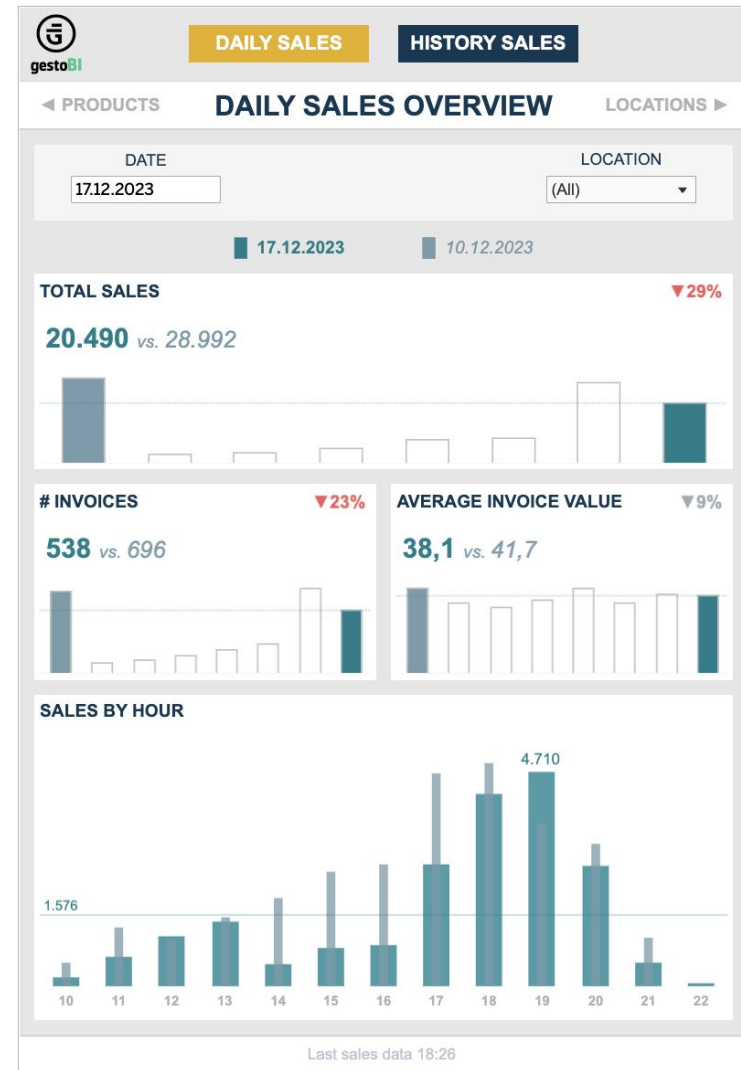 gestoBI
DAILY SALES
HISTORY SALES
◀ PRODUCTS
DAILY SALES OVERVIEW
LOCATIONS ▶
DATE
LOCATION
17.12.2023
(All)
17.12.2023
10.12.2023
TOTAL SALES
▼29%
20.490 vs. 28.992
# INVOICES
▼23%
538 vs. 696
AVERAGE INVOICE VALUE
▼9%
38,1 vs. 41,7
SALES BY HOUR
4.710
1.576
10 11 12 13 14 15 16 17 18 19 20 21 22
Last sales data 18:26